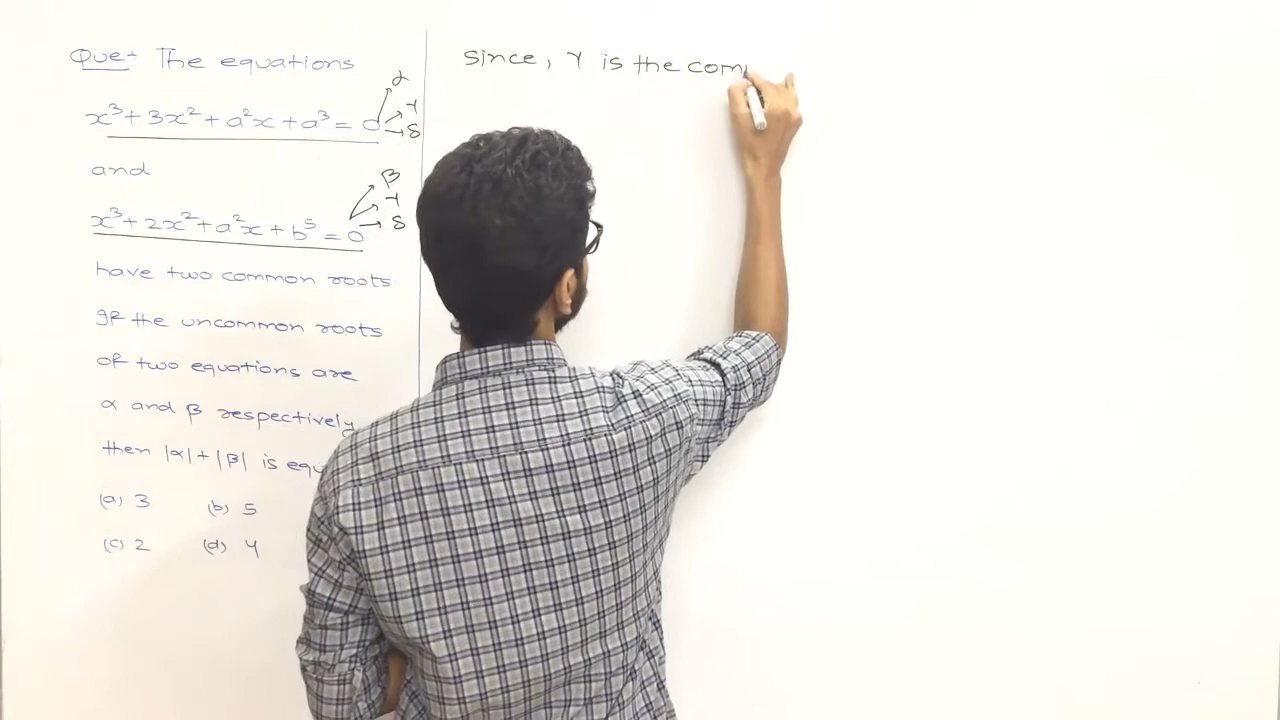 Que:- The equations
x³ + 3x² + a²x + a³ = 0
α
γ
δ
and
x³ + 2x² + a²x + b⁵ = 0
β
γ
δ
have two common roots.
If the uncommon roots
of two equations are
α and β respectively
then |α| + |β| is
(a) 3 (b) 5
(c) 2 (d) 4
Since, γ is the com